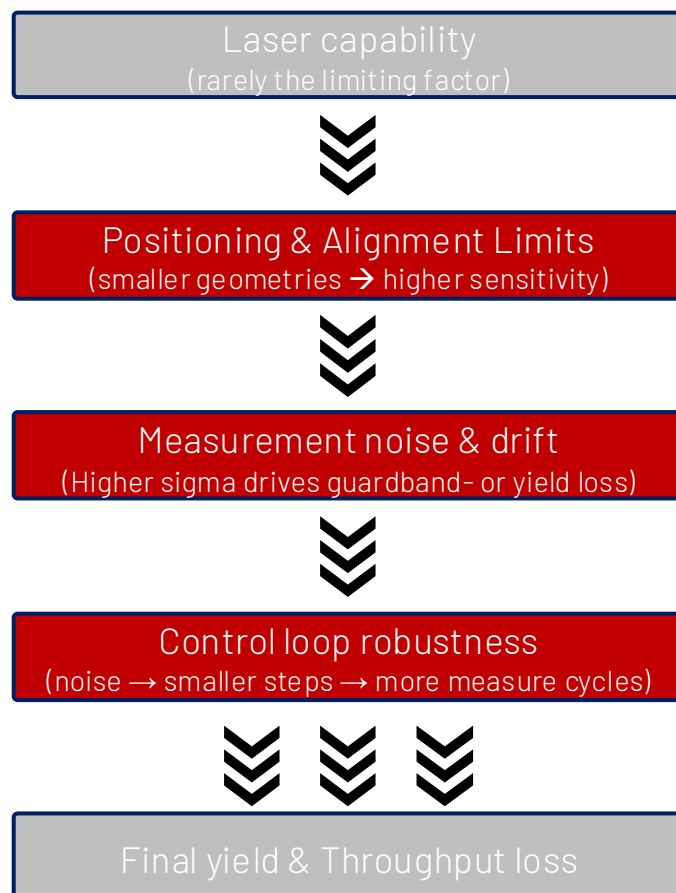 Laser capability
(rarely the limiting factor)
Positioning & Alignment Limits
(smaller geometries → higher sensitivity)
Measurement noise & drift
(Higher sigma drives guardband- or yield loss)
Control loop robustness
(noise → smaller steps → more measure cycles)
Final yield & Throughput loss